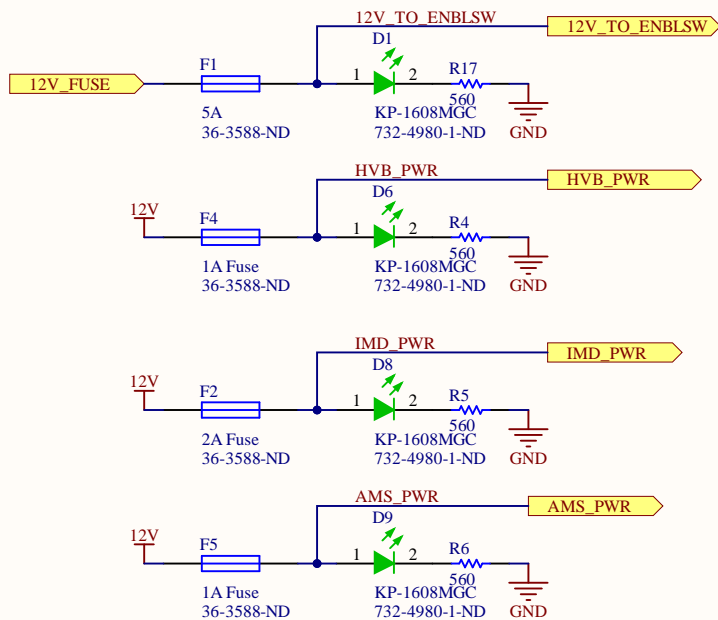 12V_TO_ENBLSW
12V_TO_ENBLSW
D1
F1
R17
12V_FUSE
1
2
560
5A
KP-1608MGC
36-3588-ND
732-4980-1-ND
GND
HVB_PWR
HVB_PWR
D6
12V
F4
R4
1
2
560
1A Fuse
KP-1608MGC
36-3588-ND
732-4980-1-ND
GND
IMD_PWR
IMD_PWR
D8
12V
F2
R5
1
2
560
2A Fuse
KP-1608MGC
36-3588-ND
732-4980-1-ND
GND
AMS_PWR
AMS_PWR
D9
12V
F5
R6
1
2
560
1A Fuse
KP-1608MGC
36-3588-ND
732-4980-1-ND
GND